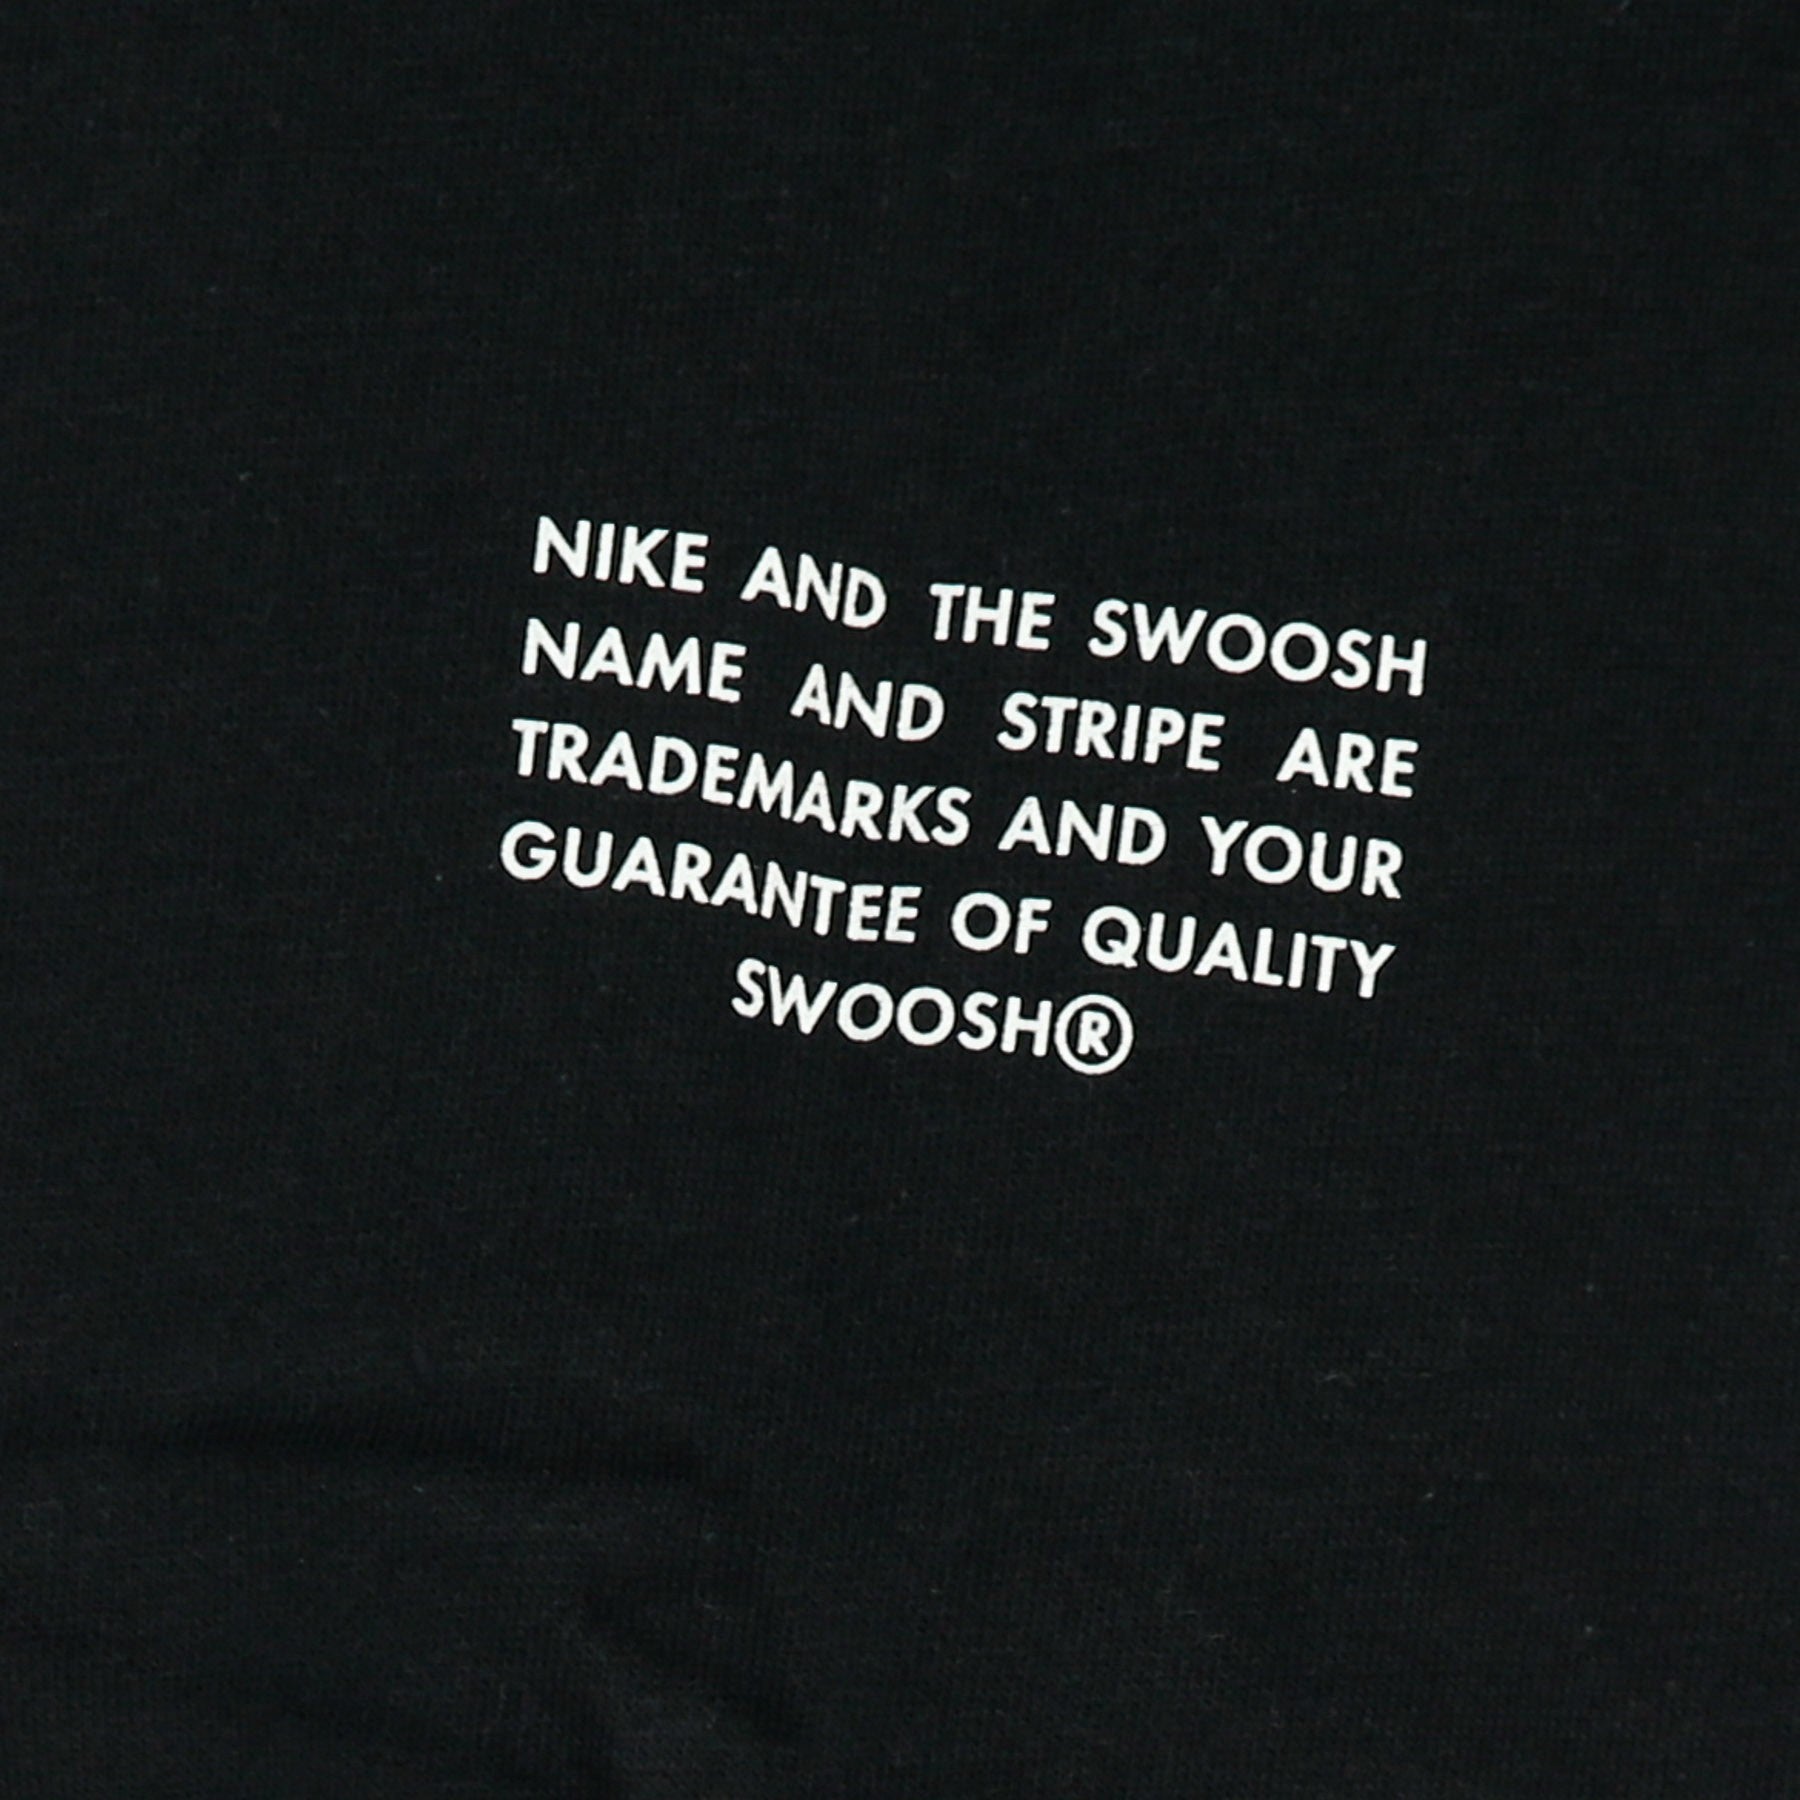 NIKE AND THE SWOOSH
NAME AND STRIPE ARE
TRADEMARKS AND YOUR
GUARANTEE OF QUALITY
SWOOSH®